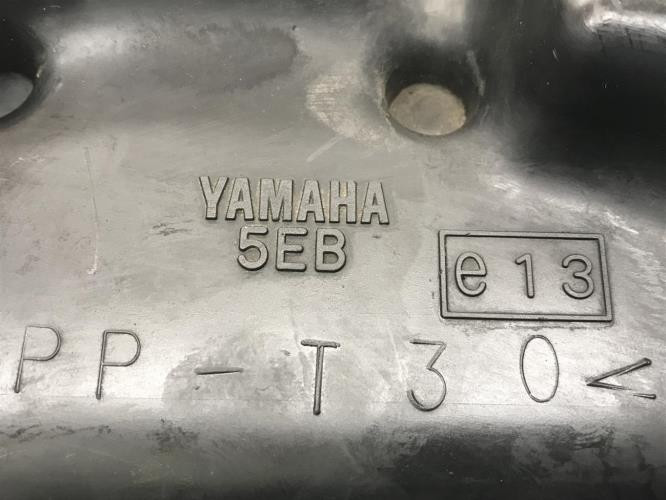 YAMAHA
5EB
e13
PP-T30<